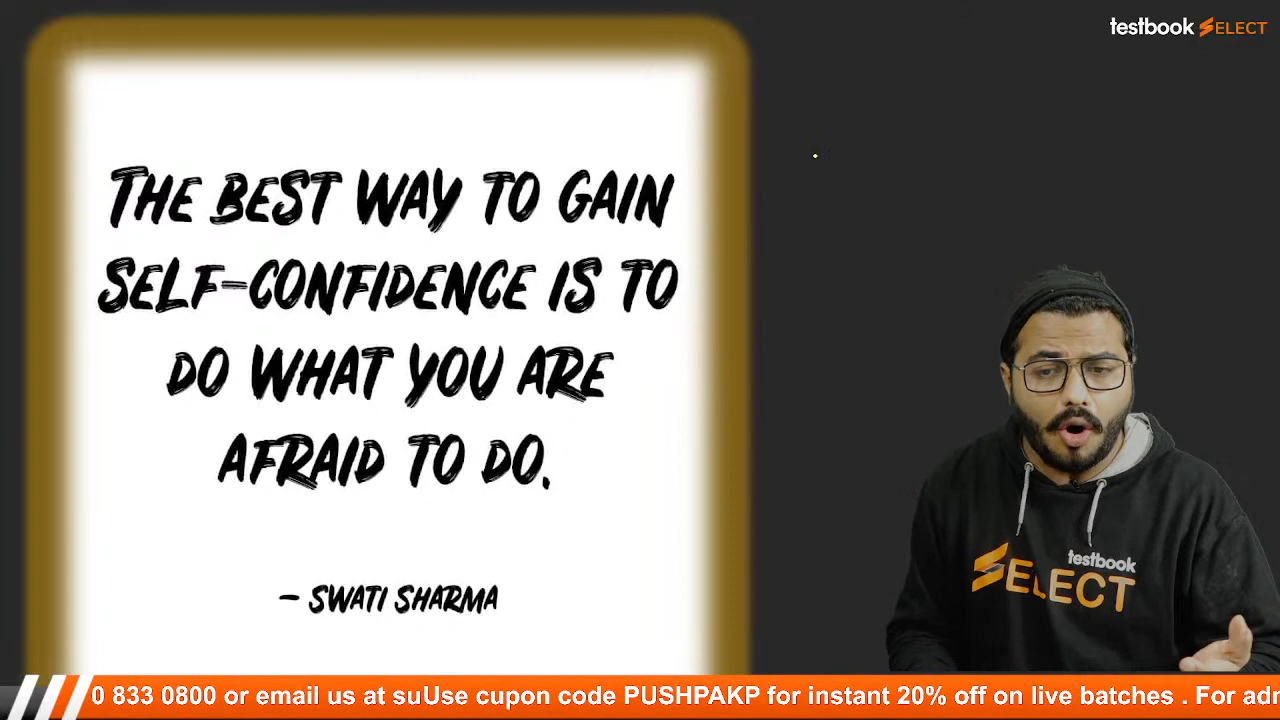 testbook SELECT
THE BEST WAY TO GAIN
SELF-CONFIDENCE IS TO
DO WHAT YOU ARE
AFRAID TO DO.
– SWATI SHARMA
testbook
SELECT
0 833 0800 or email us at suUse cupon code PUSHPAKP for instant 20% off on live batches . For adm